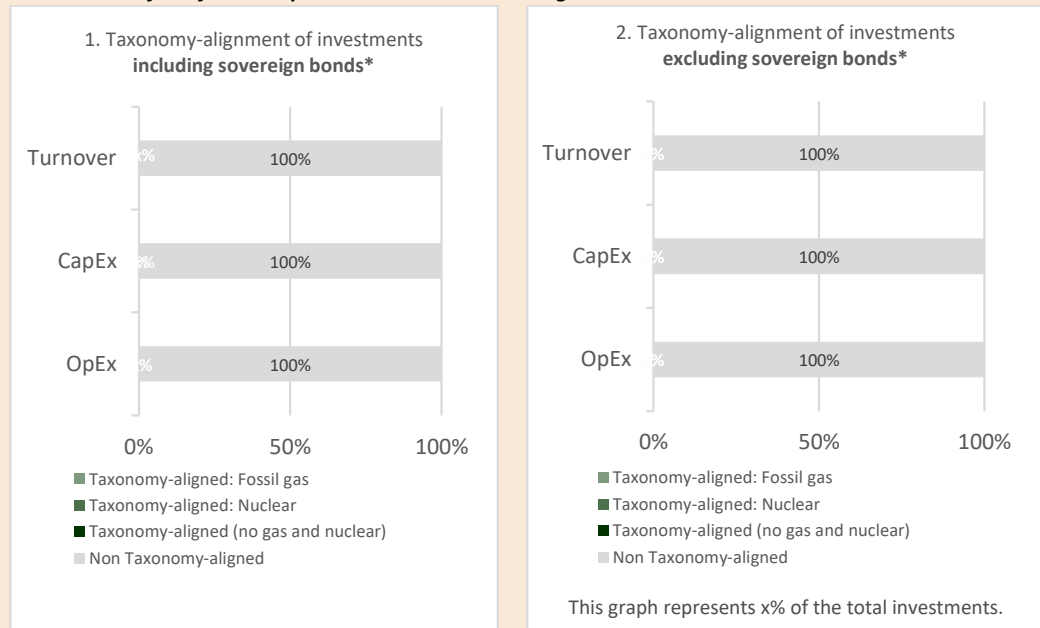 1. Taxonomy-alignment of investments
including sovereign bonds*
Turnover
x%
100%
CapEx
%
100%
OpEx
%
100%
0% 50% 100%
Taxonomy-aligned: Fossil gas
Taxonomy-aligned: Nuclear
Taxonomy-aligned (no gas and nuclear)
Non Taxonomy-aligned
2. Taxonomy-alignment of investments
excluding sovereign bonds*
Turnover
%
100%
CapEx
%
100%
OpEx
%
100%
0% 50% 100%
Taxonomy-aligned: Fossil gas
Taxonomy-aligned: Nuclear
Taxonomy-aligned (no gas and nuclear)
Non Taxonomy-aligned
This graph represents x% of the total investments.